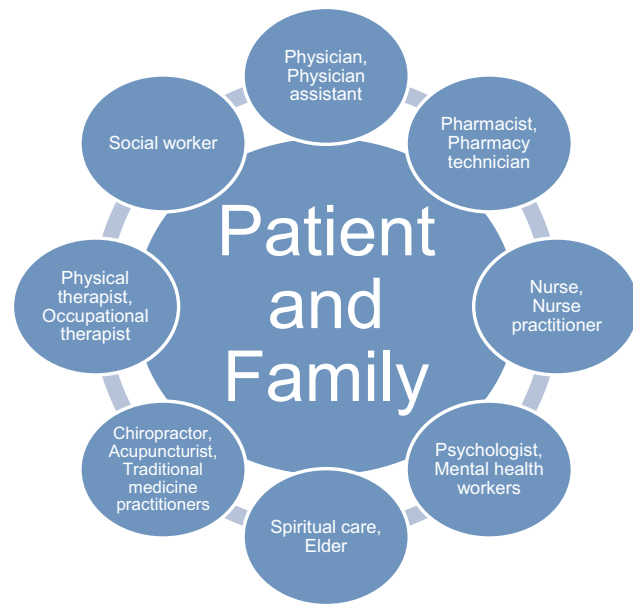 Physician,
Physician
assistant
Pharmacist,
Pharmacy
technician
Nurse,
Nurse
practitioner
Psychologist,
Mental health
workers
Spiritual care,
Elder
Chiropractor,
Acupuncturist,
Traditional
medicine
practitioners
Physical
therapist,
Occupational
therapist
Social worker
Patient
and
Family